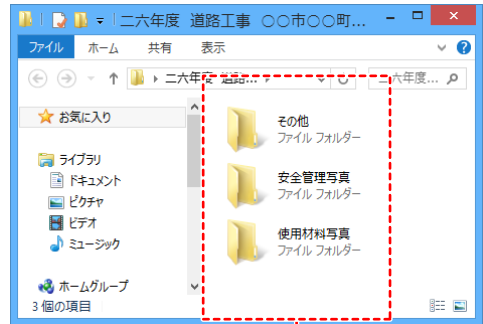 二六年度 道路工事 〇〇市〇〇町...
ファイル ホーム 共有 表示
二六年度 道路...
二六年度...
お気に入り
ライブラリ
ドキュメント
ピクチャ
ビデオ
ミュージック
ホームグループ
その他
ファイル フォルダー
安全管理写真
ファイル フォルダー
使用材料写真
ファイル フォルダー
3 個の項目